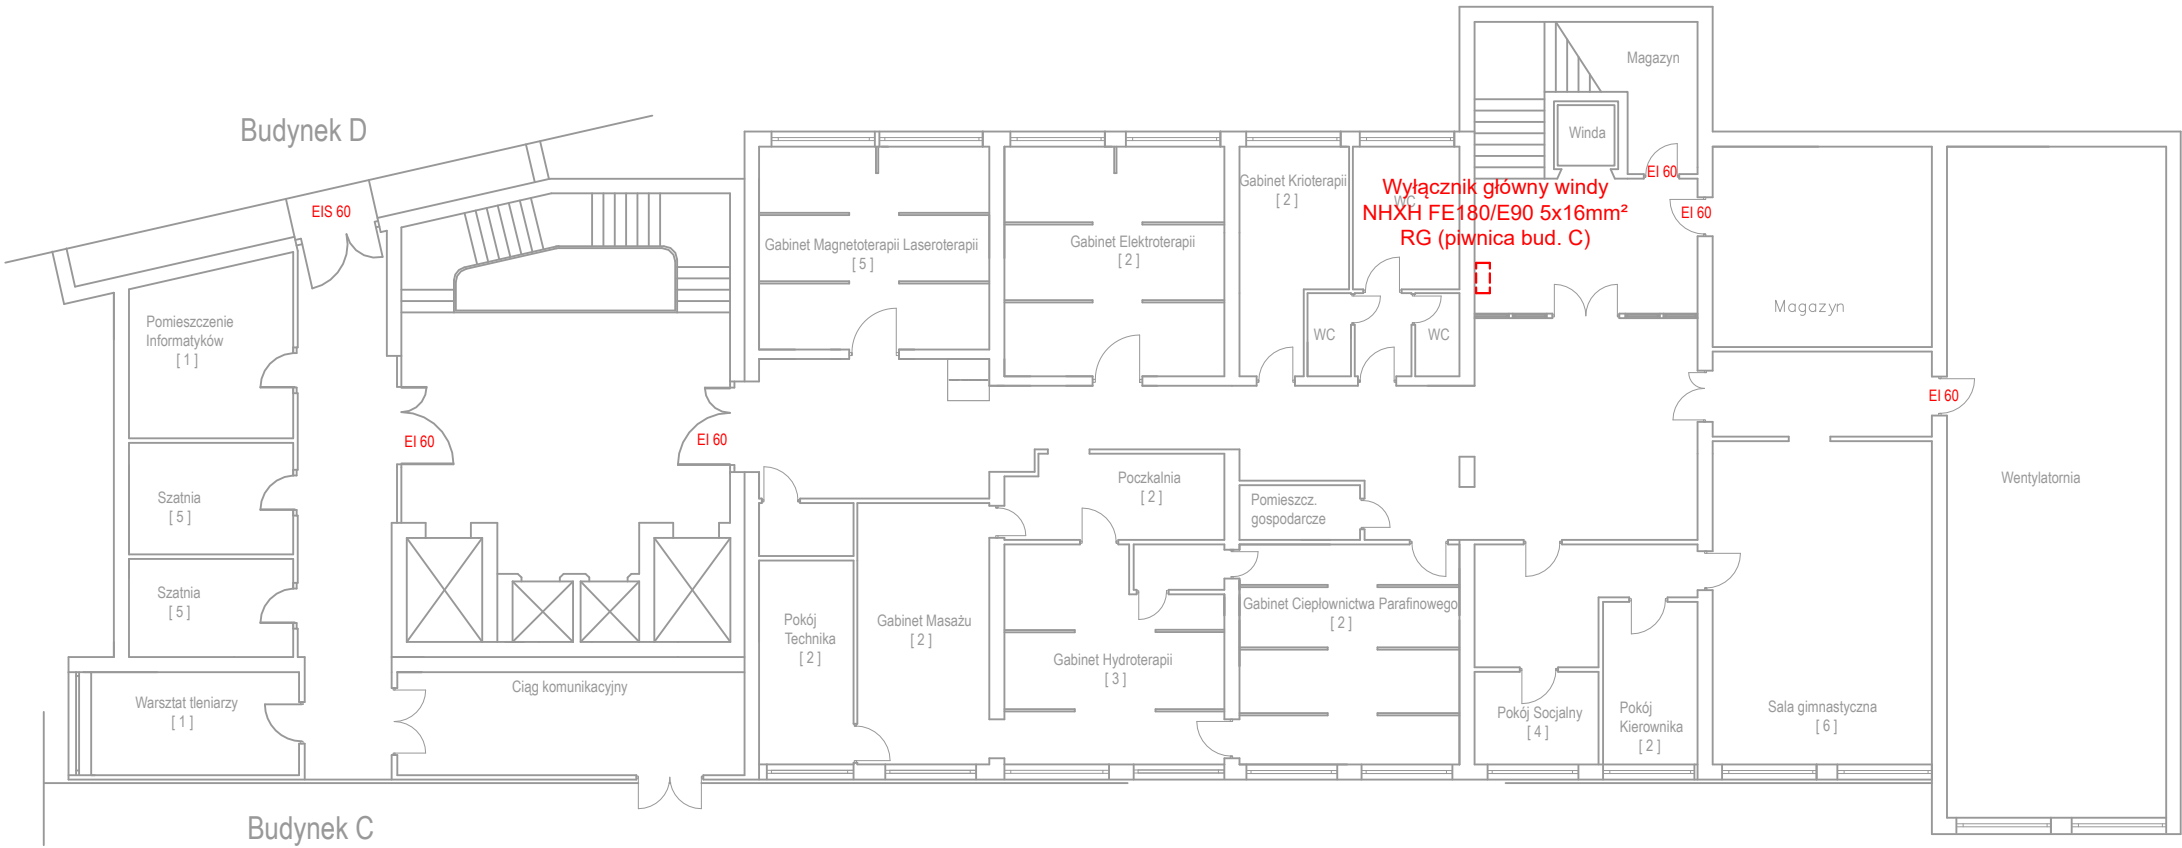 Budynek D
EIS 60
Pomieszczenie
Informatyków
[ 1 ]
Szatnia
[ 5 ]
Szatnia
[ 5 ]
Warsztat tleniarzy
[ 1 ]
Ciąg komunikacyjny
Budynek C
EI 60
EI 60
Gabinet Magnetoterapii Laseroterapii
[ 5 ]
Gabinet Elektroterapii
[ 2 ]
Gabinet Krioterapii
[ 2 ]
WC
Wyłącznik główny windy
NHXH FE180/E90 5x16mm²
RG (piwnica bud. C)
WC
WC
Winda
Magazyn
EI 60
EI 60
Magazyn
EI 60
Wentylatornia
Poczkalnia
[ 2 ]
Pomieszcz.
gospodarcze
Pokój
Technika
[ 2 ]
Gabinet Masażu
[ 2 ]
Gabinet Hydroterapii
[ 3 ]
Gabinet Ciepłownictwa Parafinowego
[ 2 ]
Pokój Socjalny
[ 4 ]
Pokój
Kierownika
[ 2 ]
Sala gimnastyczna
[ 6 ]